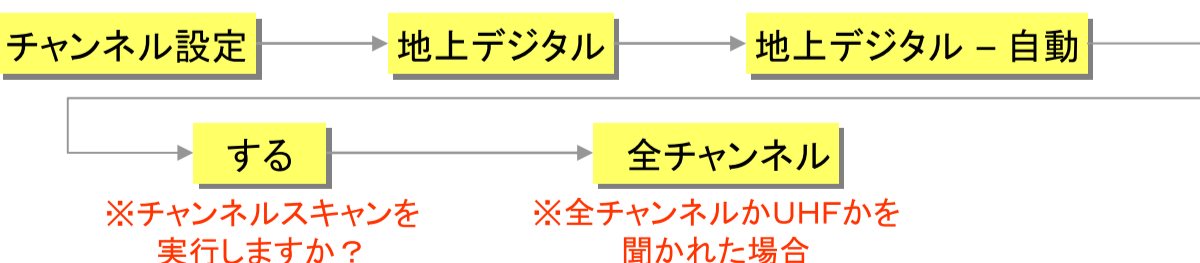 チャンネル設定
地上デジタル
地上デジタル – 自動
する
全チャンネル
※チャンネルスキャンを
実行しますか？
※全チャンネルかUHFかを
聞かれた場合